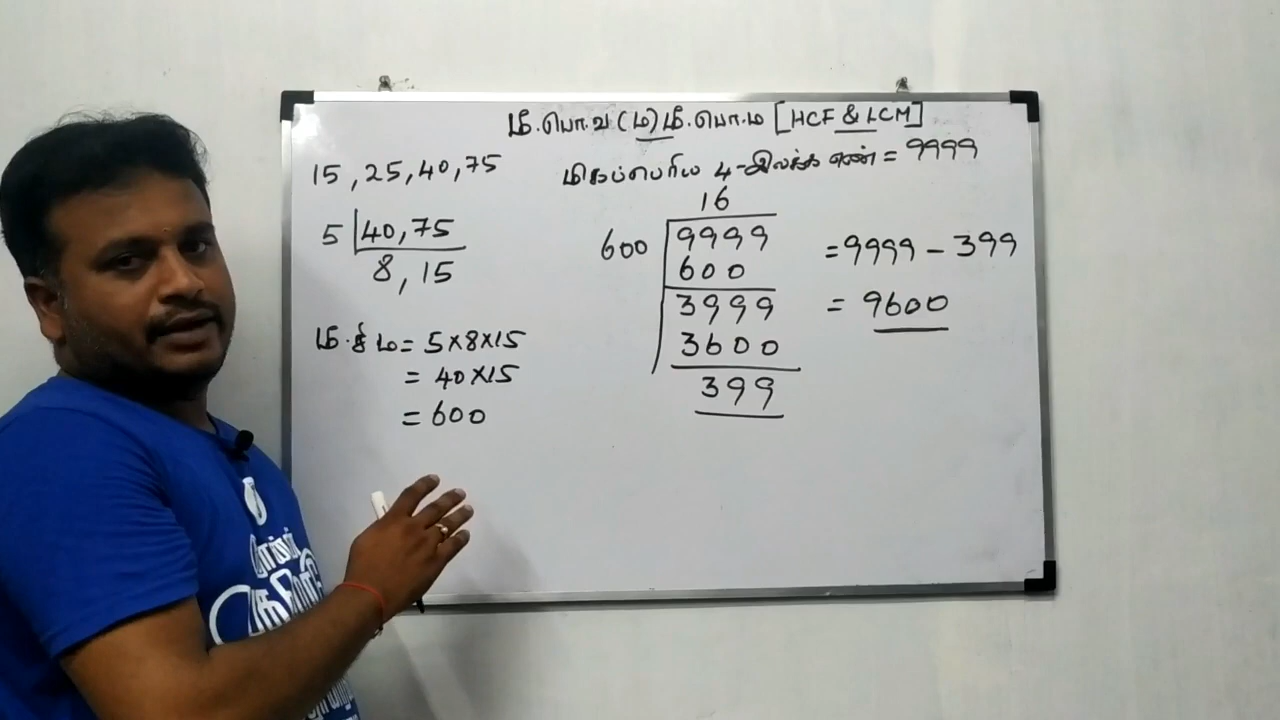 மீ.பொ.வ (ம) மீ.பொ.ம [HCF & LCM]
15, 25, 40, 75
5 | 40, 75
8, 15
மீ.சி ம = 5×8×15
= 40×15
= 600
மிகப்பெரிய 4-இலக்க எண் = 9999
16
600 | 9999
600
3999
3600
399
= 9999 - 399
= 9600